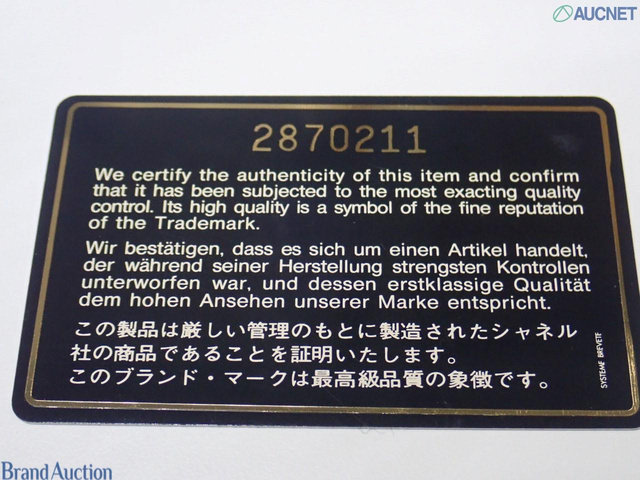 AUCNET
2870211
We certify the authenticity of this item and confirm
that it has been subjected to the most exacting quality
control. Its high quality is a symbol of the fine reputation
of the Trademark.
Wir bestätigen, dass es sich um einen Artikel handelt,
der während seiner Herstellung strengsten Kontrollen
unterworfen war, und dessen erstklassige Qualität
dem hohen Ansehen unserer Marke entspricht.
この製品は厳しい管理のもとに製造されたシャネル
社の商品であることを証明いたします。
このブランド・マークは最高級品質の象徴です。
SYSTEME BREVETE
Brand Auction